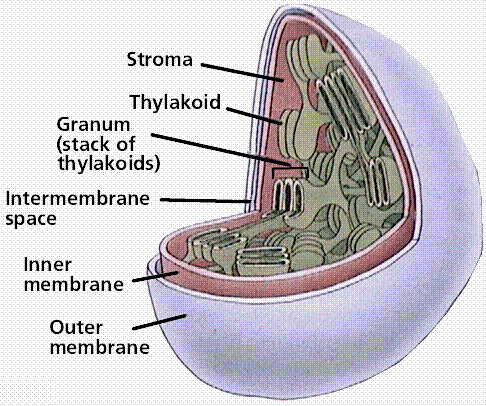 Stroma
Thylakoid
Granum
(stack of
thylakoids)
Intermembrane
space
Inner
membrane
Outer
membrane